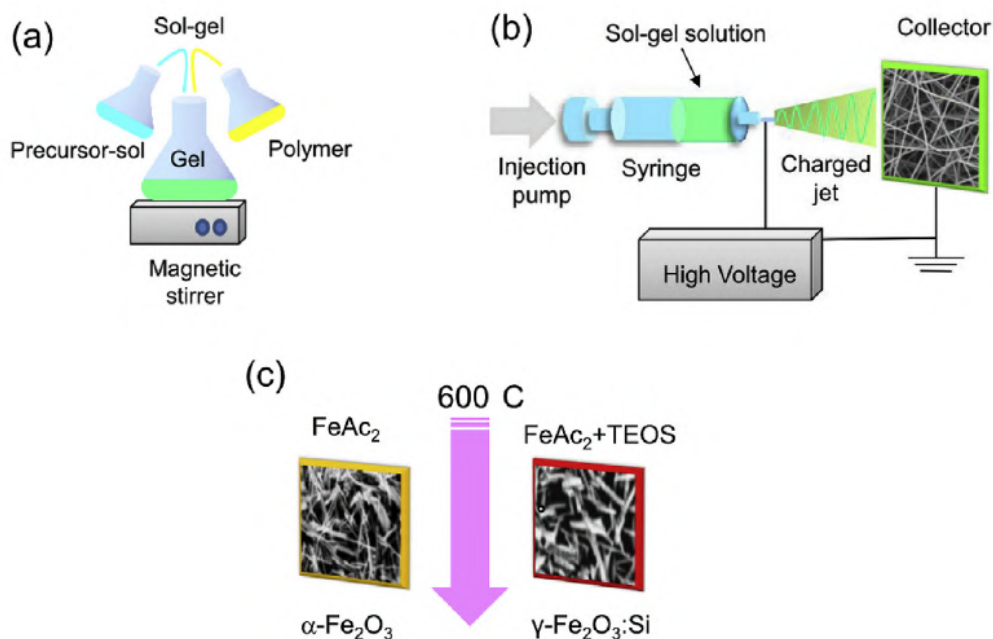 (a)
Sol-gel
Precursor-sol
Gel
Polymer
Magnetic
stirrer
(b)
Sol-gel solution
Collector
Injection
pump
Syringe
Charged
jet
High Voltage
(c)
600 C
FeAc₂
FeAc₂+TEOS
α-Fe₂O₃
γ-Fe₂O₃:Si